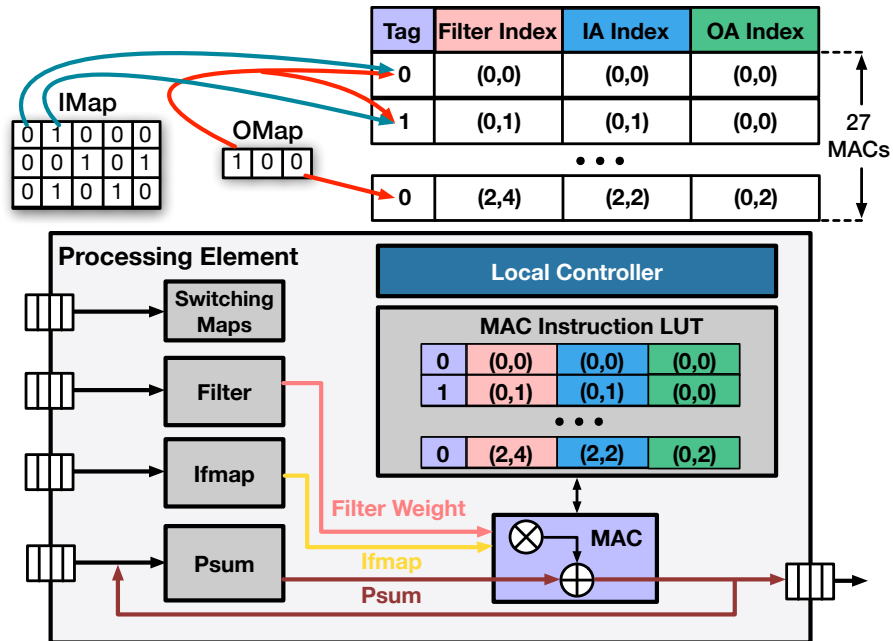 Tag Filter Index IA Index OA Index
0 (0,0) (0,0) (0,0)
1 (0,1) (0,1) (0,0)
• • •
0 (2,4) (2,2) (0,2)
27
MACs
IMap
0 1 0 0 0
0 0 1 0 1
0 1 0 1 0
OMap
1 0 0
Processing Element
Local Controller
Switching
Maps
MAC Instruction LUT
0 (0,0) (0,0) (0,0)
1 (0,1) (0,1) (0,0)
• • •
0 (2,4) (2,2) (0,2)
Filter
Ifmap
Filter Weight
MAC
Psum
Ifmap
Psum